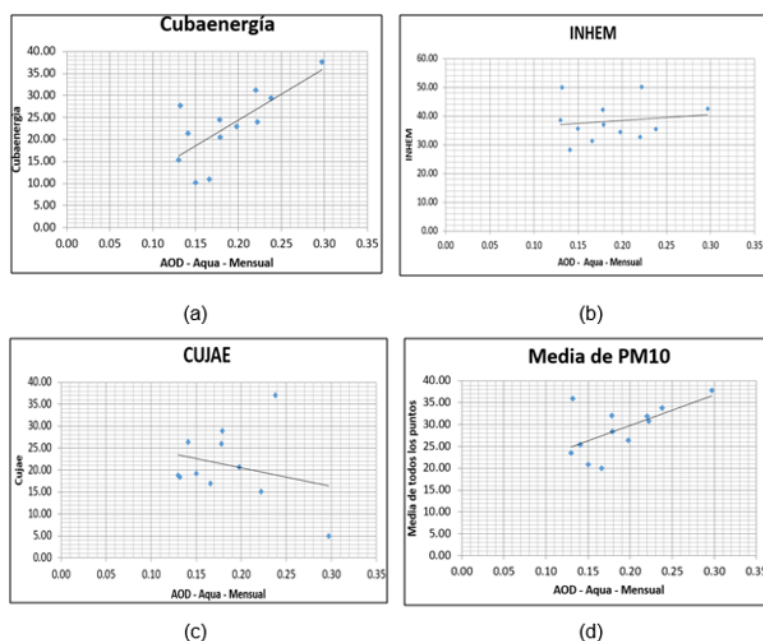 Cubaenergía
40.00
35.00
30.00
25.00
20.00
15.00
10.00
5.00
0.00
Cubaenergía
0.00 0.05 0.10 0.15 0.20 0.25 0.30 0.35
AOD - Aqua - Mensual
(a)
INHEM
60.00
50.00
40.00
30.00
20.00
10.00
0.00
INHEM
0.00 0.05 0.10 0.15 0.20 0.25 0.30 0.35
AOD - Aqua - Mensual
(b)
CUJAE
40.00
35.00
30.00
25.00
20.00
15.00
10.00
5.00
0.00
Cujae
0.00 0.05 0.10 0.15 0.20 0.25 0.30 0.35
AOD - Aqua - Mensual
(c)
Media de PM10
40.00
35.00
30.00
25.00
20.00
15.00
10.00
5.00
0.00
Media de todos los puntos
0.00 0.05 0.10 0.15 0.20 0.25 0.30 0.35
AOD - Aqua - Mensual
(d)